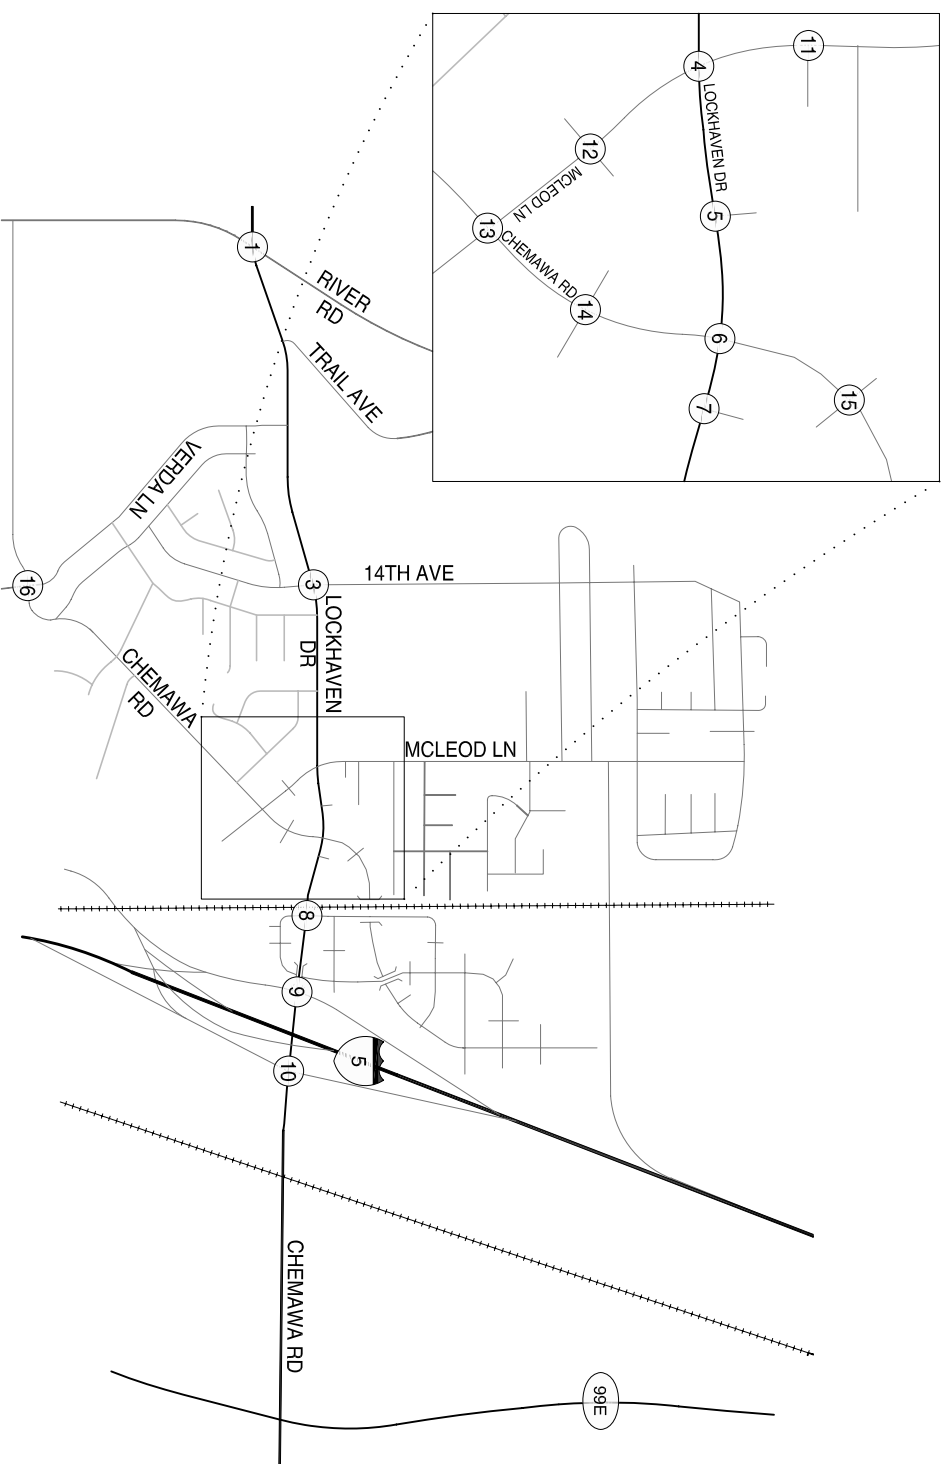 11
4
LOCKHAVEN DR
12
MCLEOD LN
5
13
CHEMAWA RD
14
6
15
7
1
RIVER
RD
TRAIL AVE
VERDA LN
16
3
14TH AVE
LOCKHAVEN
DR
CHEMAWA
RD
MCLEOD LN
8
9
5
10
CHEMAWA RD
99E